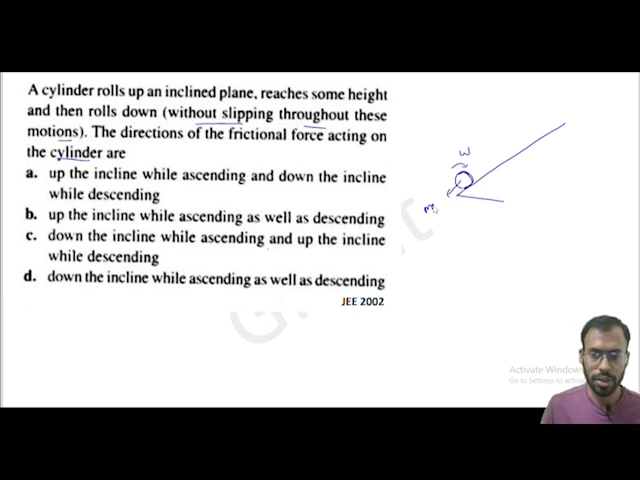 A cylinder rolls up an inclined plane, reaches some height
and then rolls down (without slipping throughout these
motions). The directions of the frictional force acting on
the cylinder are
a. up the incline while ascending and down the incline
while descending
b. up the incline while ascending as well as descending
c. down the incline while ascending and up the incline
while descending
d. down the incline while ascending as well as descending
JEE 2002
ω
Activate Windows